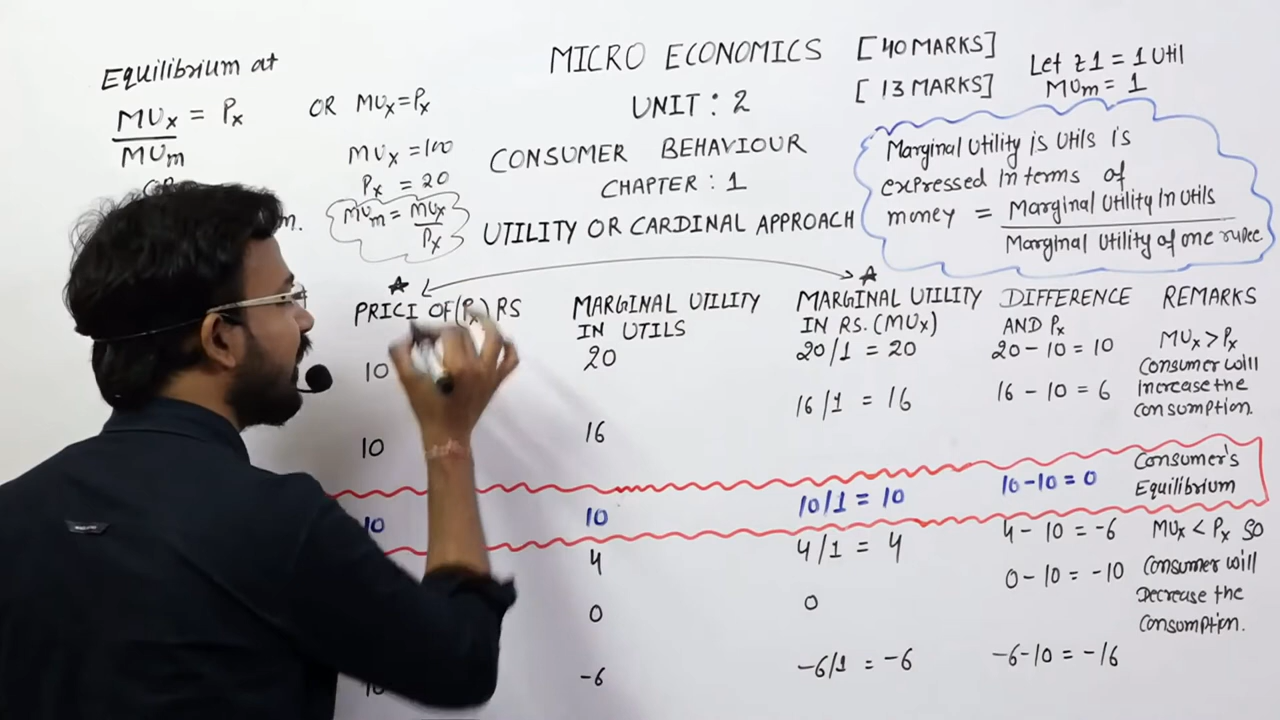 MICRO ECONOMICS [40 MARKS]
UNIT : 2 [13 MARKS]
CONSUMER BEHAVIOUR
CHAPTER : 1
UTILITY OR CARDINAL APPROACH
Equilibrium at
MUx = Px
MUm
OR MUx = Px
MUx = 100
Px = 20
MUm = MUx
Px
m.
Let ₹1 = 1 Util
MUm = 1
Marginal Utility is Utils is
expressed in terms of
money = Marginal Utility In Utils
Marginal Utility of one rupee
PRICE OF (Px) RS
MARGINAL UTILITY
IN UTILS
MARGINAL UTILITY
IN RS. (MUx)
DIFFERENCE
AND Px
REMARKS
10 20 20/1 = 20 20 - 10 = 10
10 16 16/1 = 16 16 - 10 = 6
MUx > Px
Consumer will
increase the
consumption.
10 10 10/1 = 10 10 - 10 = 0
Consumer's
Equilibrium
4 4/1 = 4 4 - 10 = -6
0 0 0 - 10 = -10
MUx < Px so
Consumer will
Decrease the
Consumption.
10 -6 -6/1 = -6 -6-10 = -16